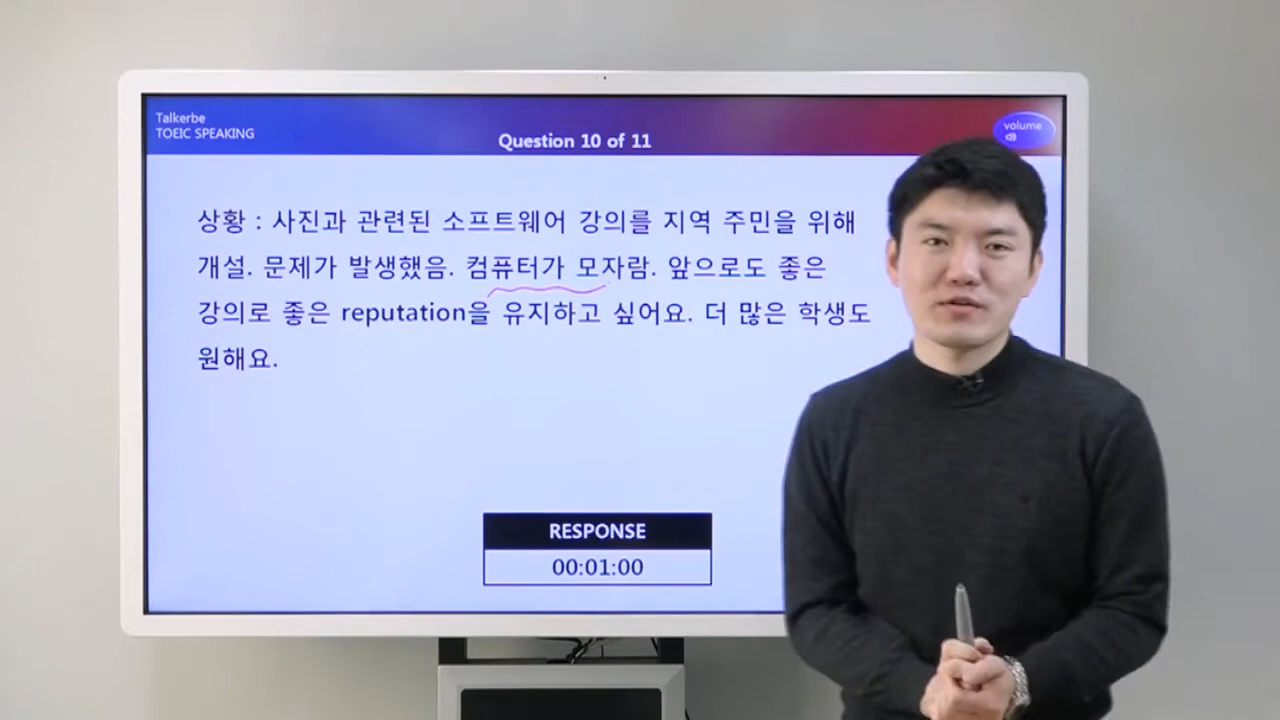 Talkerbe
TOEIC SPEAKING
Question 10 of 11
volume
상황 : 사진과 관련된 소프트웨어 강의를 지역 주민을 위해
개설. 문제가 발생했음. 컴퓨터가 모자람. 앞으로도 좋은
강의로 좋은 reputation을 유지하고 싶어요. 더 많은 학생도
원해요.
RESPONSE
00:01:00